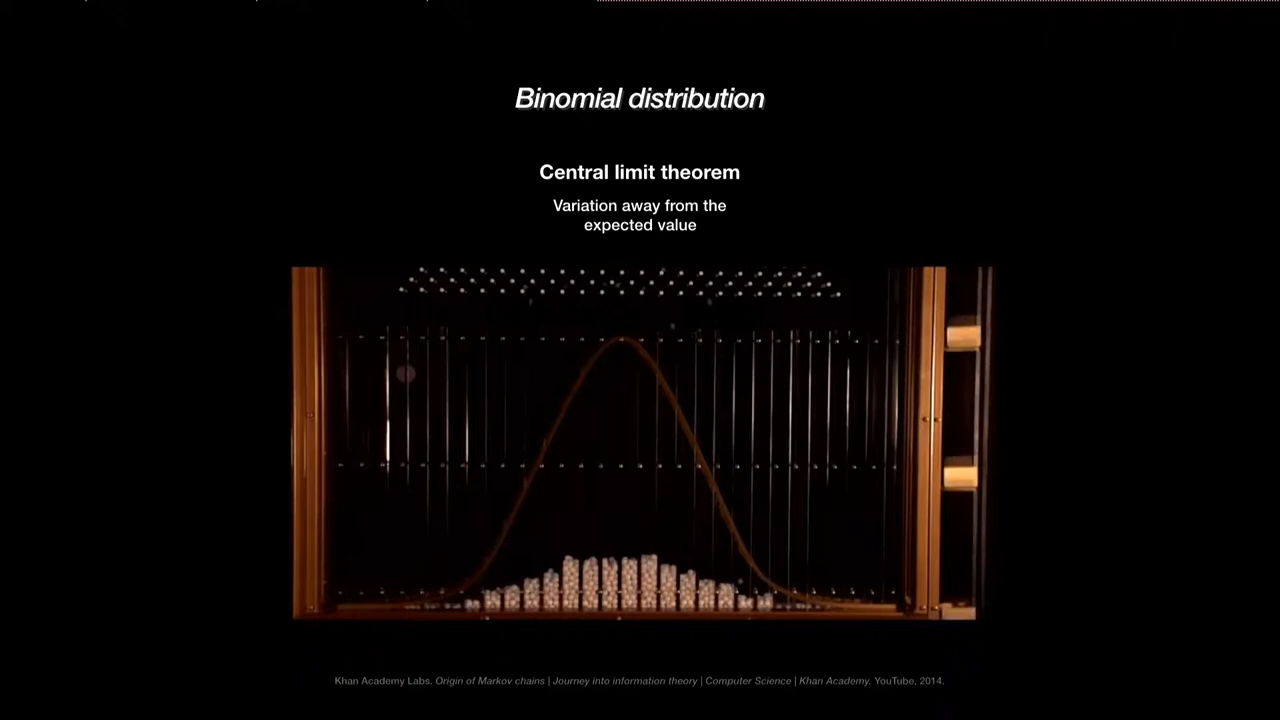 Binomial distribution
Central limit theorem
Variation away from the
expected value
Khan Academy Labs. Origin of Markov chains | Journey into information theory | Computer Science | Khan Academy. YouTube, 2014.